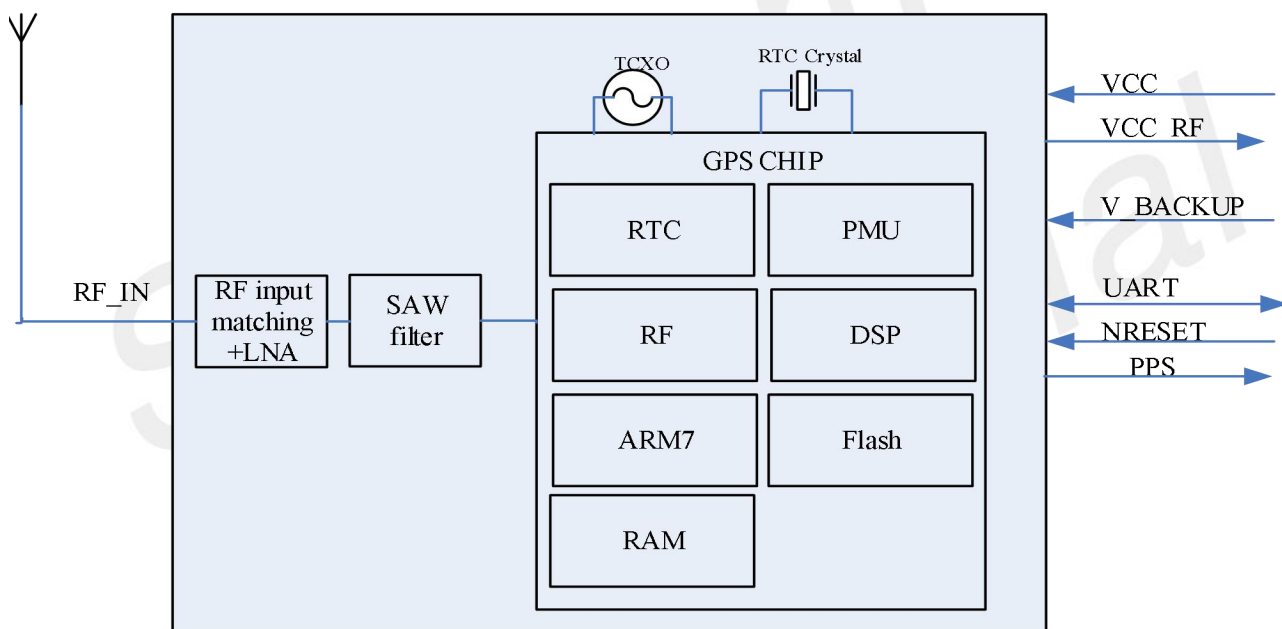 TCXO
RTC Crystal
GPS CHIP
RTC
PMU
RF_IN
RF input
matching
+LNA
SAW
filter
RF
DSP
ARM7
Flash
RAM
VCC
VCC_RF
V_BACKUP
UART
NRESET
PPS